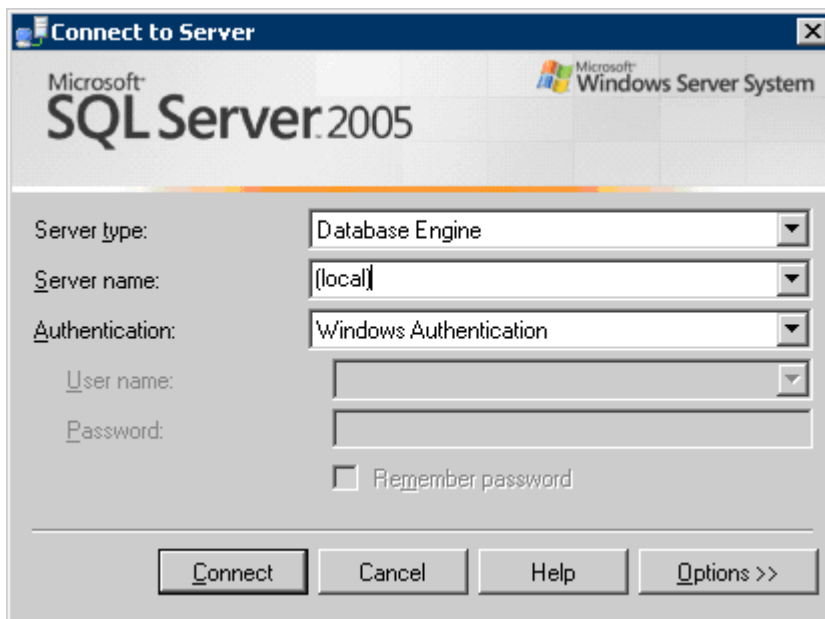 Connect to Server
Microsoft
SQL Server 2005
Microsoft
Windows Server System
Server type: Database Engine
Server name: (local)
Authentication: Windows Authentication
User name:
Password:
Remember password
Connect Cancel Help Options >>